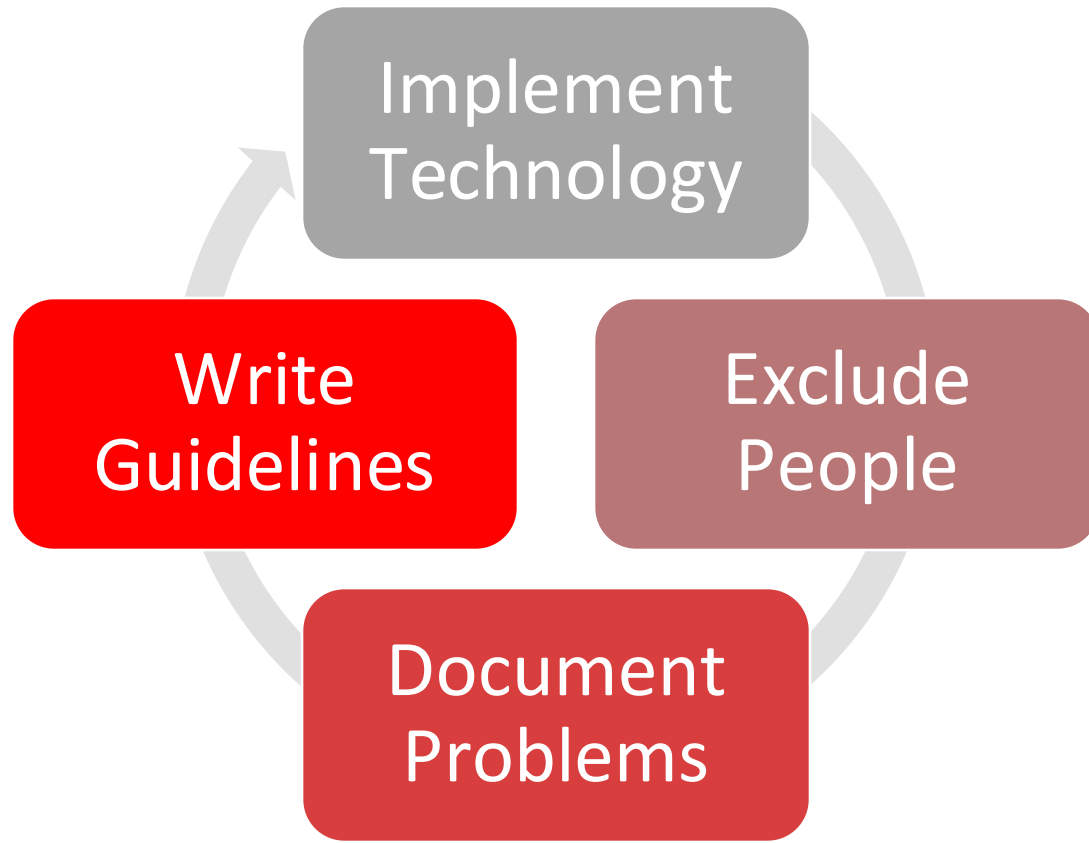 Implement
Technology
Exclude
People
Document
Problems
Write
Guidelines